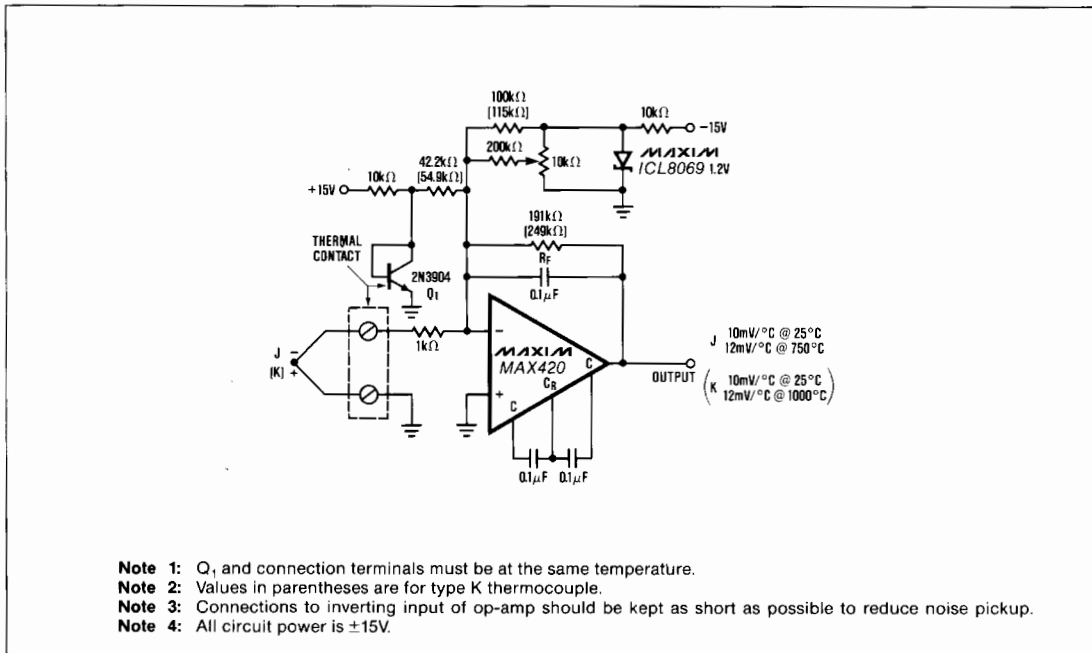 100kΩ
[115kΩ]
10kΩ
-15V
200kΩ
10kΩ
MAXIM
ICL8069 1.2V
42.2kΩ
[54.9kΩ]
10kΩ
+15V
191kΩ
[249kΩ]
RF
0.1μF
THERMAL
CONTACT
2N3904
Q1
1kΩ
J -
[K] +
-
+
MAXIM
MAX420
C
CR
C
0.1μF 0.1μF
OUTPUT
J 10mV/°C @ 25°C
12mV/°C @ 750°C
(K 10mV/°C @ 25°C
12mV/°C @ 1000°C)
Note 1: Q1 and connection terminals must be at the same temperature.
Note 2: Values in parentheses are for type K thermocouple.
Note 3: Connections to inverting input of op-amp should be kept as short as possible to reduce noise pickup.
Note 4: All circuit power is ±15V.